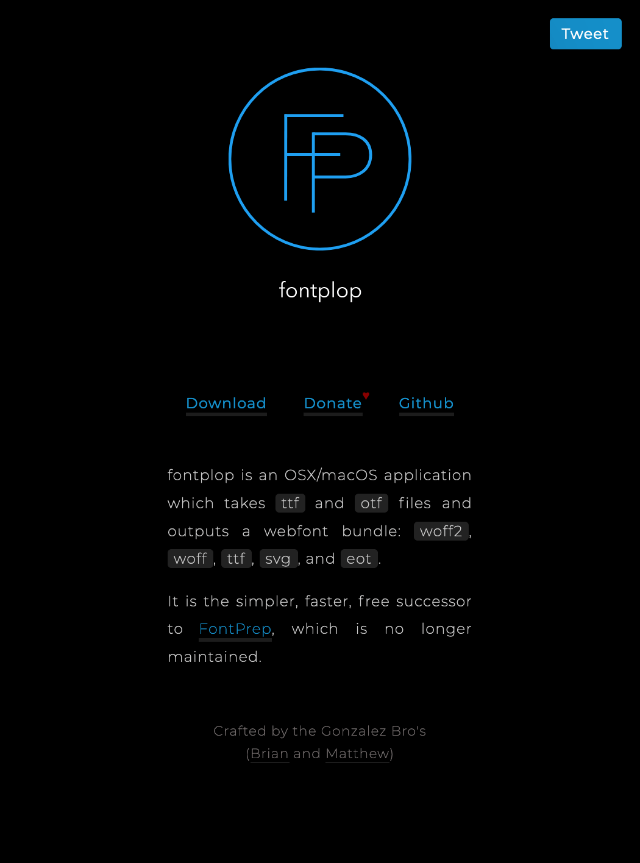 Tweet
FP
fontplop
Download Donate♥ Github
fontplop is an OSX/macOS application
which takes ttf and otf files and
outputs a webfont bundle: woff2,
woff, ttf, svg, and eot.
It is the simpler, faster, free successor
to FontPrep, which is no longer
maintained.
Crafted by the Gonzalez Bro's
(Brian and Matthew)